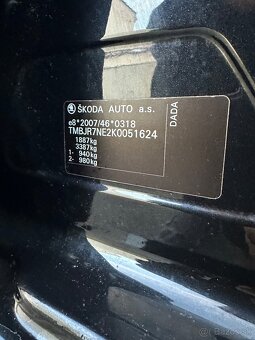 ŠKODA AUTO a.s.
e8*2007/46*0318
TMBJR7NE2K0051624
1887kg
3387kg
1- 940kg
2- 980kg
DADA